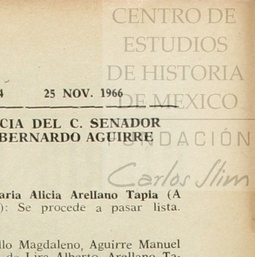 CENTRO DE
ESTUDIOS
DE HISTORIA
DE MEXICO
FUNDACIÓN
Carlos Slim
4 25 NOV. 1966
CIA DEL C. SENADOR
BERNARDO AGUIRRE
aria Alicia Arellano Tapia (A
): Se procede a pasar lista.
llo Magdaleno, Aguirre Manuel
de Lira Alberto, Arellano Ta-